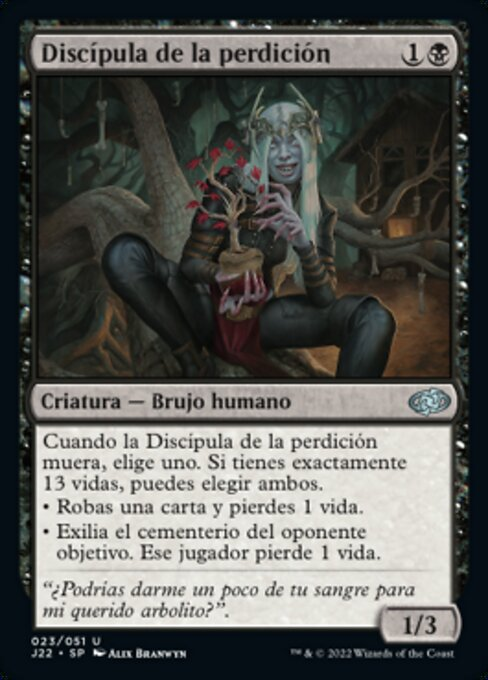 Discípula de la perdición 1
Criatura — Brujo humano
Cuando la Discípula de la perdición
muera, elige uno. Si tienes exactamente
13 vidas, puedes elegir ambos.
• Robas una carta y pierdes 1 vida.
• Exilia el cementerio del oponente
objetivo. Ese jugador pierde 1 vida.
“¿Podrías darme un poco de tu sangre para
mi querido arbolito?”.
1/3
023/051 U
J22 • SP Alex Branwyn
™ & © 2022 Wizards of the Coast